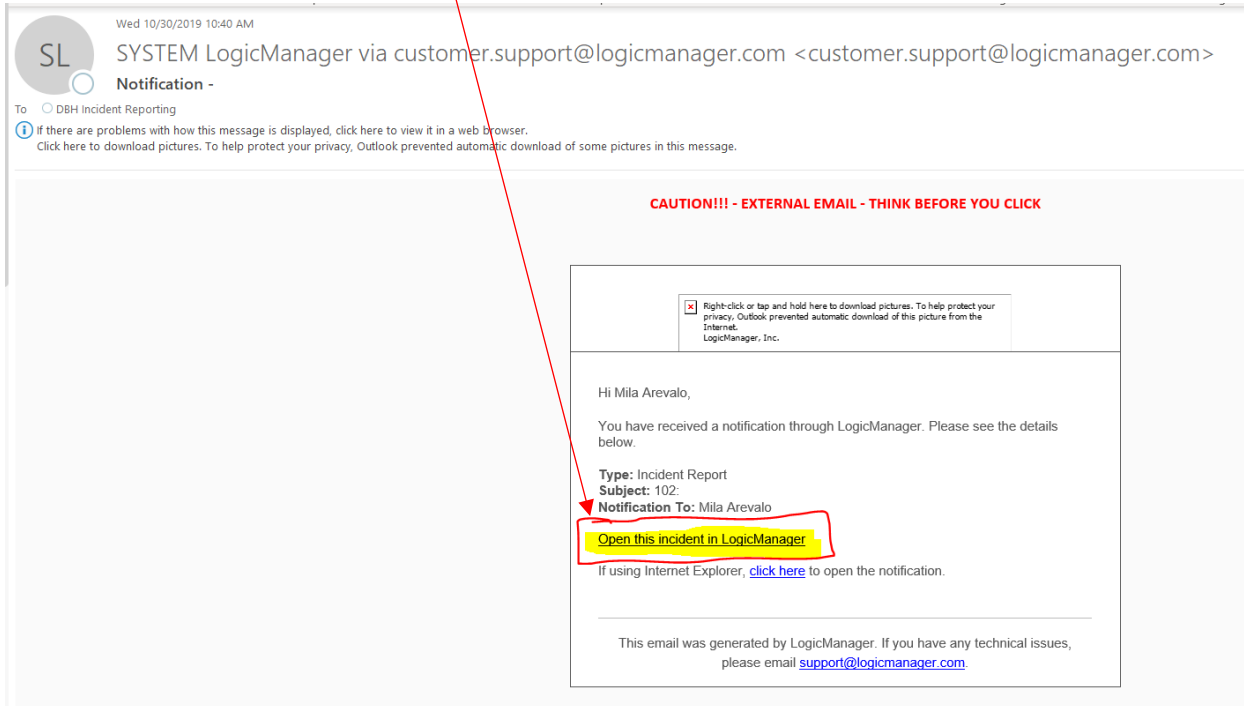 Wed 10/30/2019 10:40 AM
SL
SYSTEM LogicManager via customer.support@logicmanager.com <customer.support@logicmanager.com>
Notification -
To DBH Incident Reporting
If there are problems with how this message is displayed, click here to view it in a web browser.
Click here to download pictures. To help protect your privacy, Outlook prevented automatic download of some pictures in this message.
CAUTION!!! - EXTERNAL EMAIL - THINK BEFORE YOU CLICK
Right-click or tap and hold here to download pictures. To help protect your
privacy, Outlook prevented automatic download of this picture from the
Internet.
LogicManager, Inc.
Hi Mila Arevalo,
You have received a notification through LogicManager. Please see the details
below.
Type: Incident Report
Subject: 102:
Notification To: Mila Arevalo
Open this incident in LogicManager
If using Internet Explorer, click here to open the notification.
This email was generated by LogicManager. If you have any technical issues,
please email support@logicmanager.com.